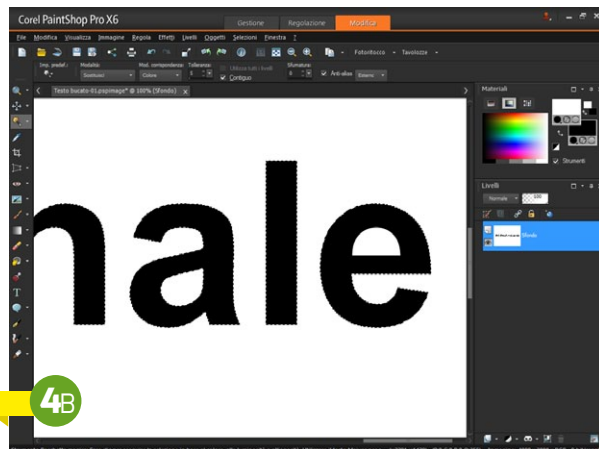 Corel PaintShop Pro X6
Gestione Regolazione Modifica
File Modifica Visualizza Immagine Regola Effetti Livelli Oggetti Selezioni Finestra ?
Fotoritocco Tavolozze
Imp. predef.: Modalità: Mod. corrispondenza: Tolleranza: Sfumatura:
Sostituisci Colore Utilizza tutti i livelli Contiguo Anti-alias Esterno
Testo bucato-01.pspimage* @ 100% (Sfondo) x
Materiali
Strumenti
Livelli
Normale 100
Sfondo
nale
4B